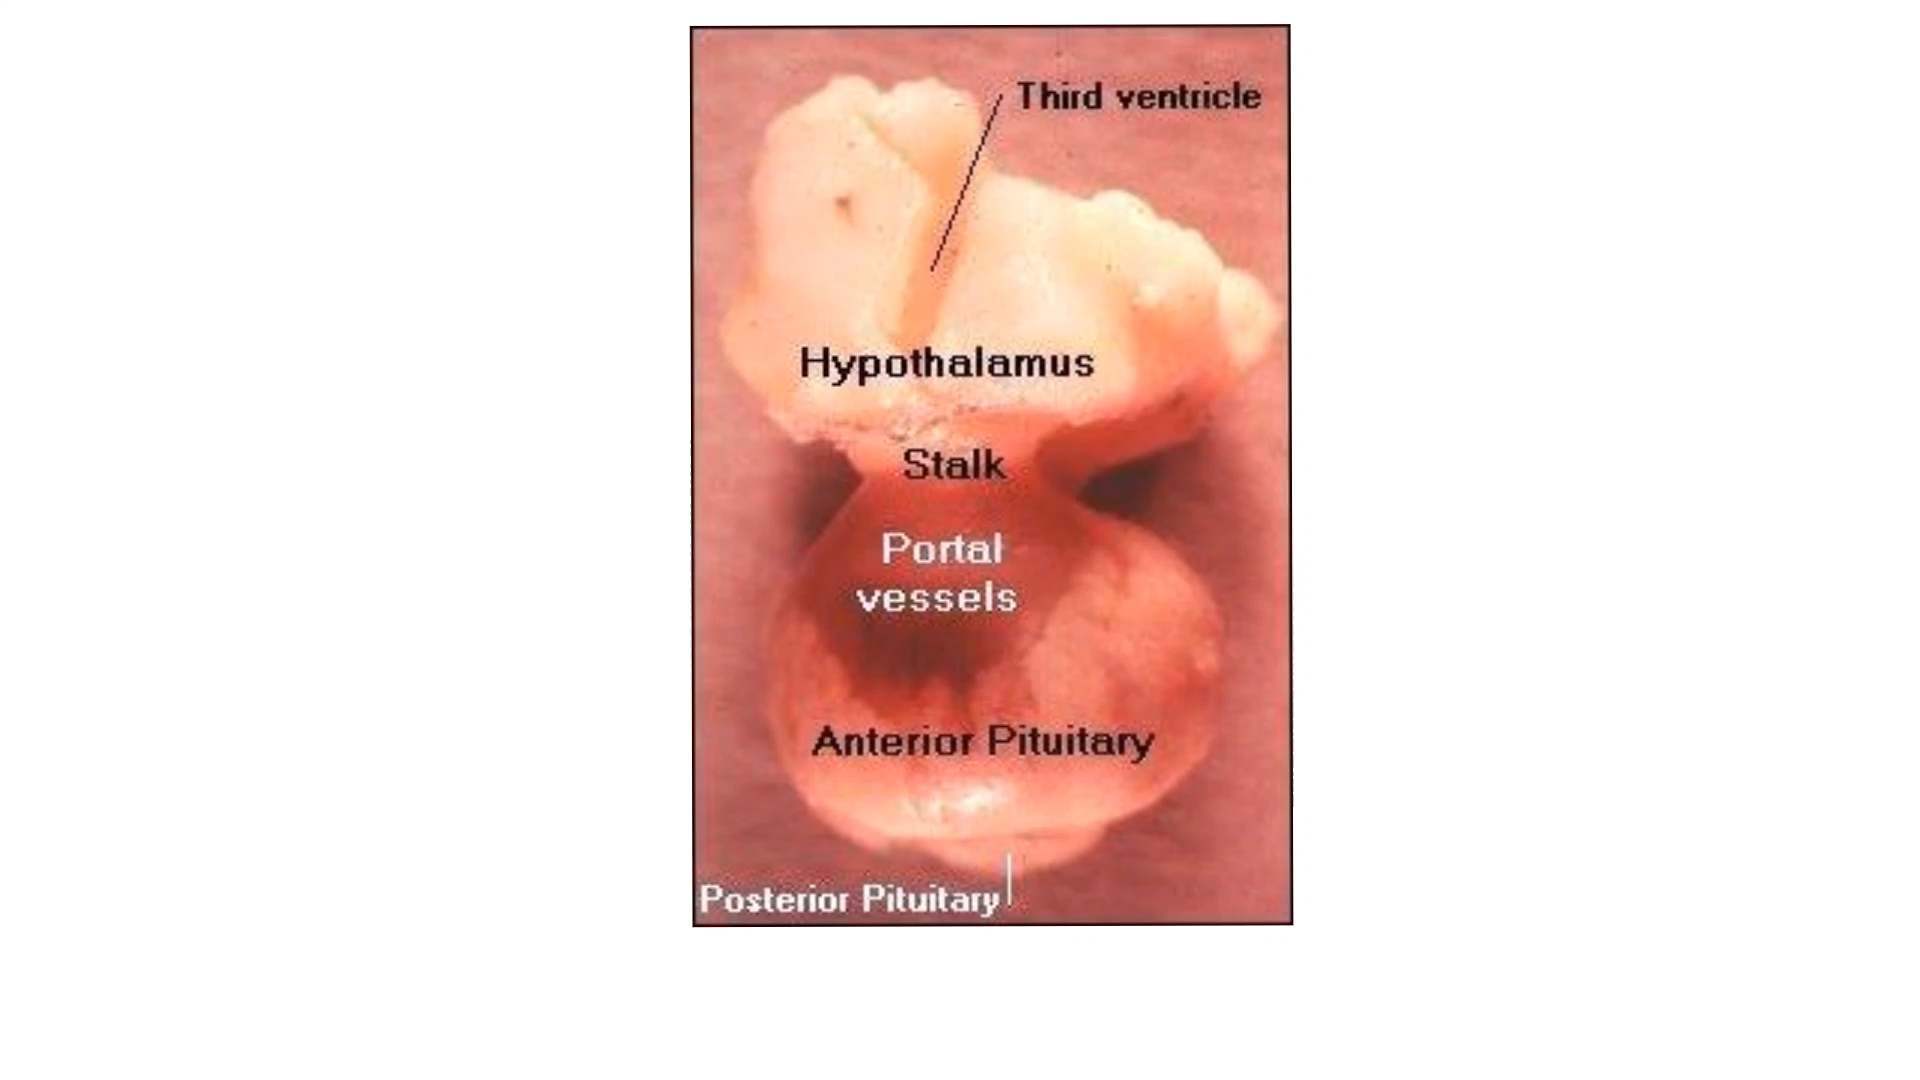 Third ventricle
Hypothalamus
Stalk
Portal
vessels
Anterior Pituitary
Posterior Pituitary